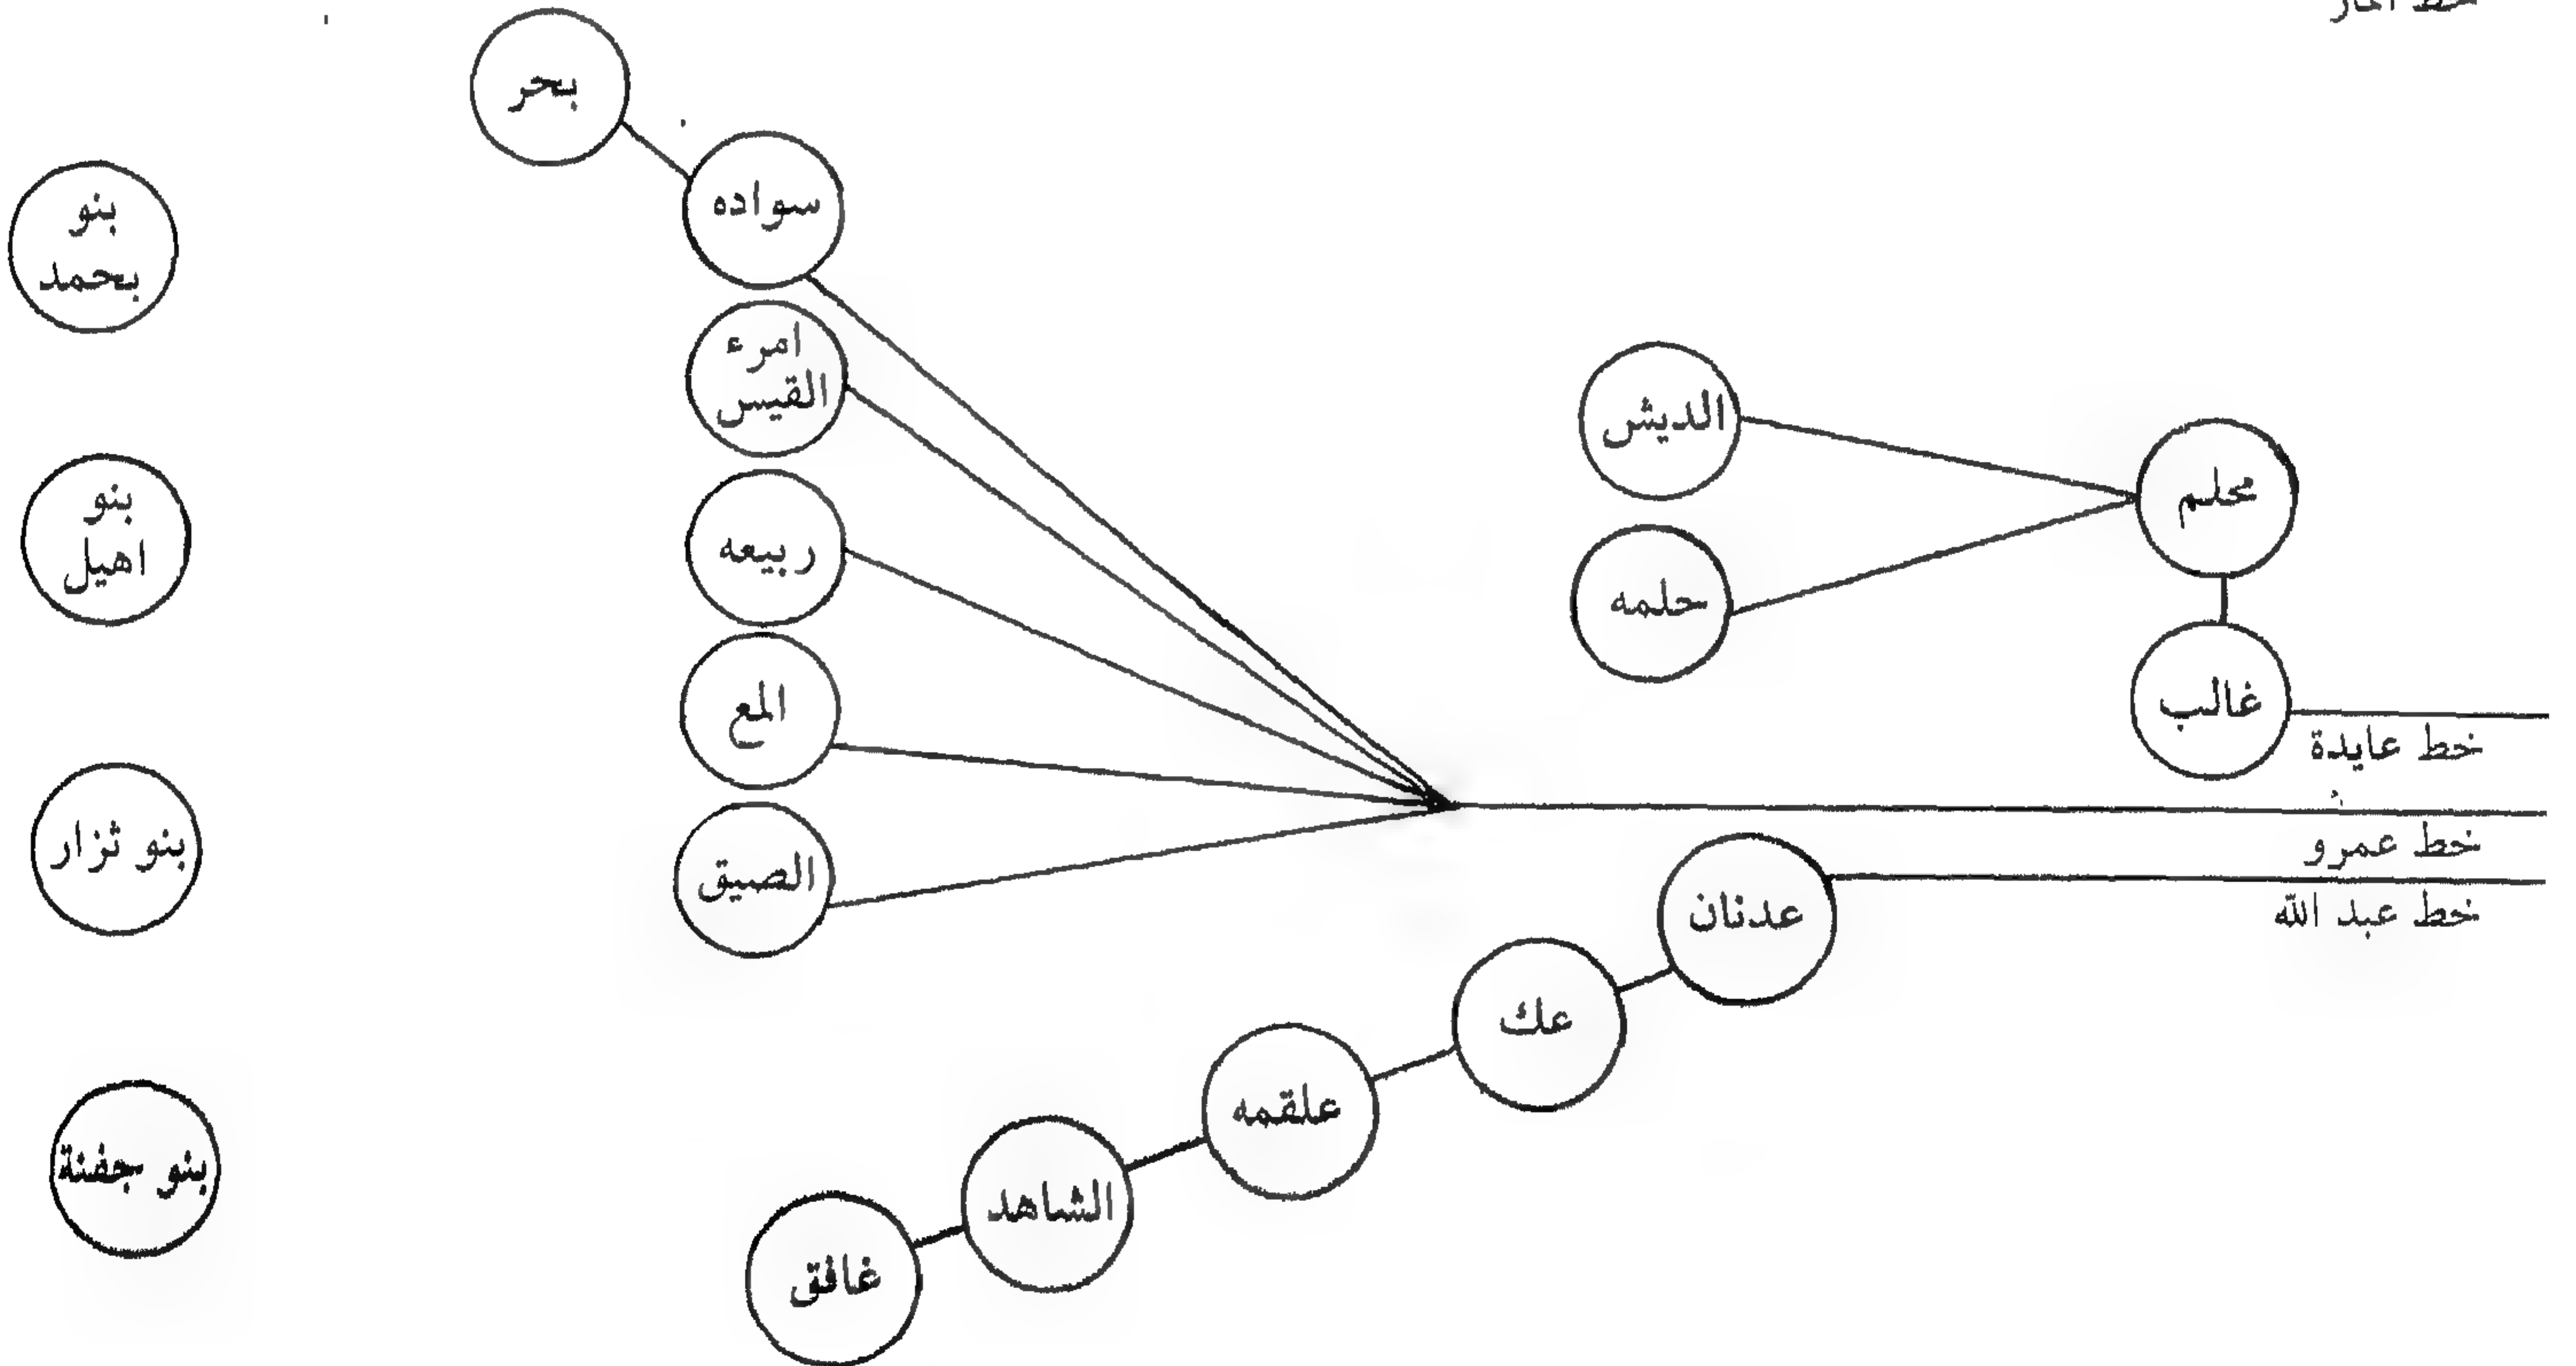 خط
بحر
سواده
بنو
بحمد
امرء
القيس
الديش
محلم
بنو
اهيل
ربيعه
حلمه
المع
غالب
خط عايدة
بنو ثزار
خط عمرو
الصيق
عدنان
خط عبد الله
عك
علقمه
بنو جفنة
الشاهد
غافق